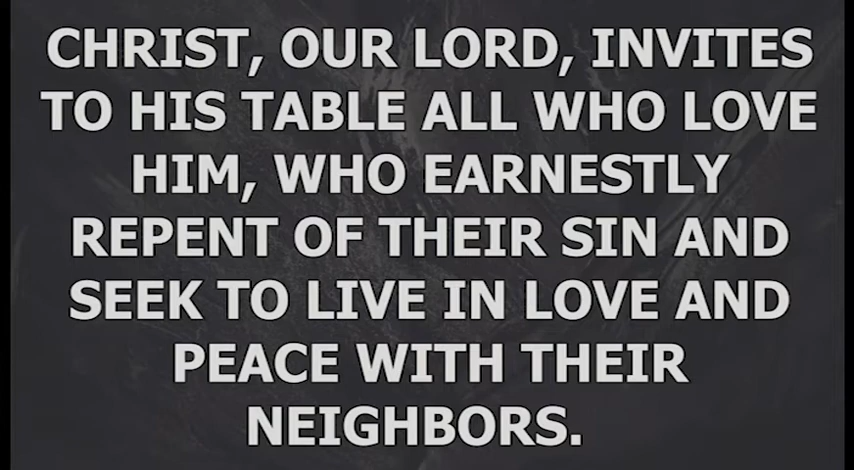 CHRIST, OUR LORD, INVITES
TO HIS TABLE ALL WHO LOVE
HIM, WHO EARNESTLY
REPENT OF THEIR SIN AND
SEEK TO LIVE IN LOVE AND
PEACE WITH THEIR
NEIGHBORS.